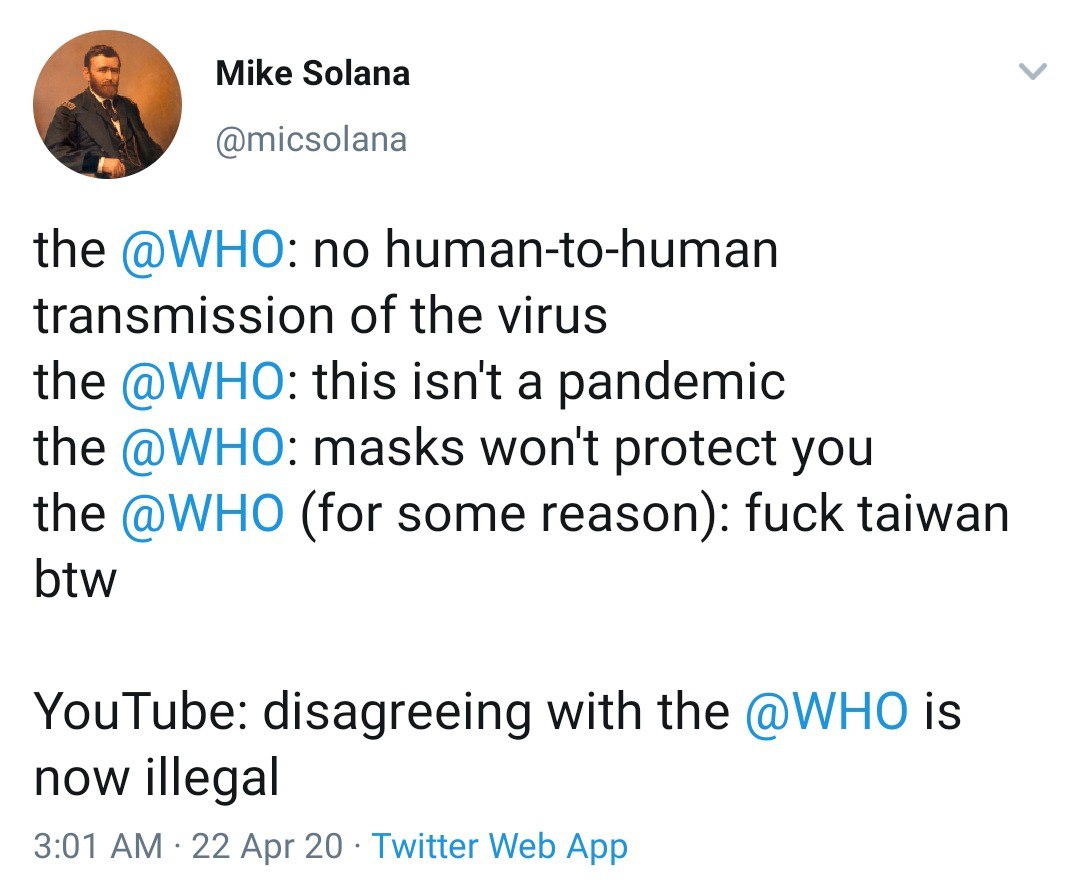 Mike Solana
@micsolana
the @WHO: no human-to-human
transmission of the virus
the @WHO: this isn't a pandemic
the @WHO: masks won't protect you
the @WHO (for some reason): fuck taiwan
btw
YouTube: disagreeing with the @WHO is
now illegal
3:01 AM · 22 Apr 20 · Twitter Web App